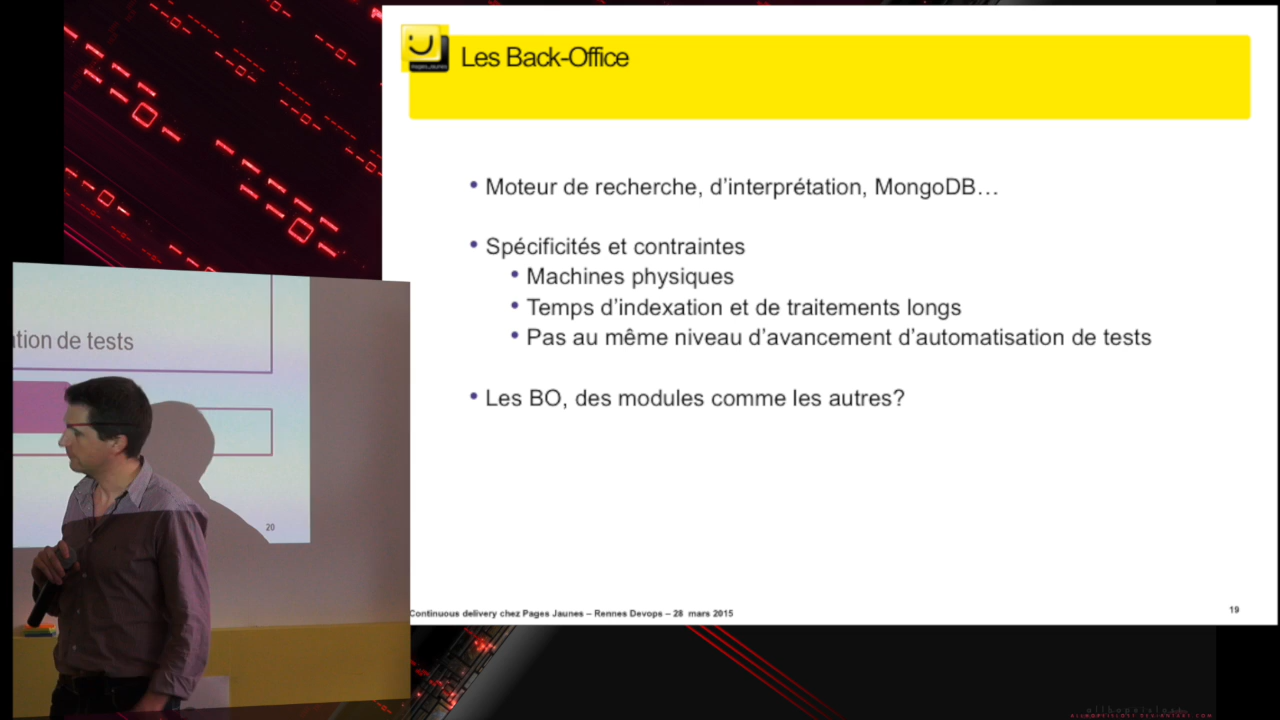 Les Back-Office
• Moteur de recherche, d’interprétation, MongoDB…
• Spécificités et contraintes
• Machines physiques
• Temps d’indexation et de traitements longs
• Pas au même niveau d’avancement d’automatisation de tests
• Les BO, des modules comme les autres?
Continuous delivery chez Pages Jaunes – Rennes Devops – 28 mars 2015
19
tion de tests
20